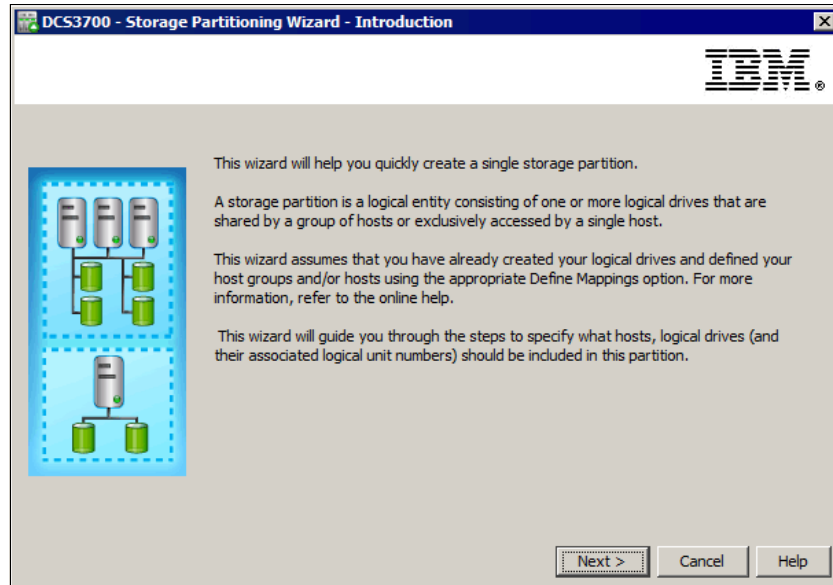 DCS3700 - Storage Partitioning Wizard - Introduction
IBM®
This wizard will help you quickly create a single storage partition.
A storage partition is a logical entity consisting of one or more logical drives that are
shared by a group of hosts or exclusively accessed by a single host.
This wizard assumes that you have already created your logical drives and defined your
host groups and/or hosts using the appropriate Define Mappings option. For more
information, refer to the online help.
This wizard will guide you through the steps to specify what hosts, logical drives (and
their associated logical unit numbers) should be included in this partition.
Next > Cancel Help